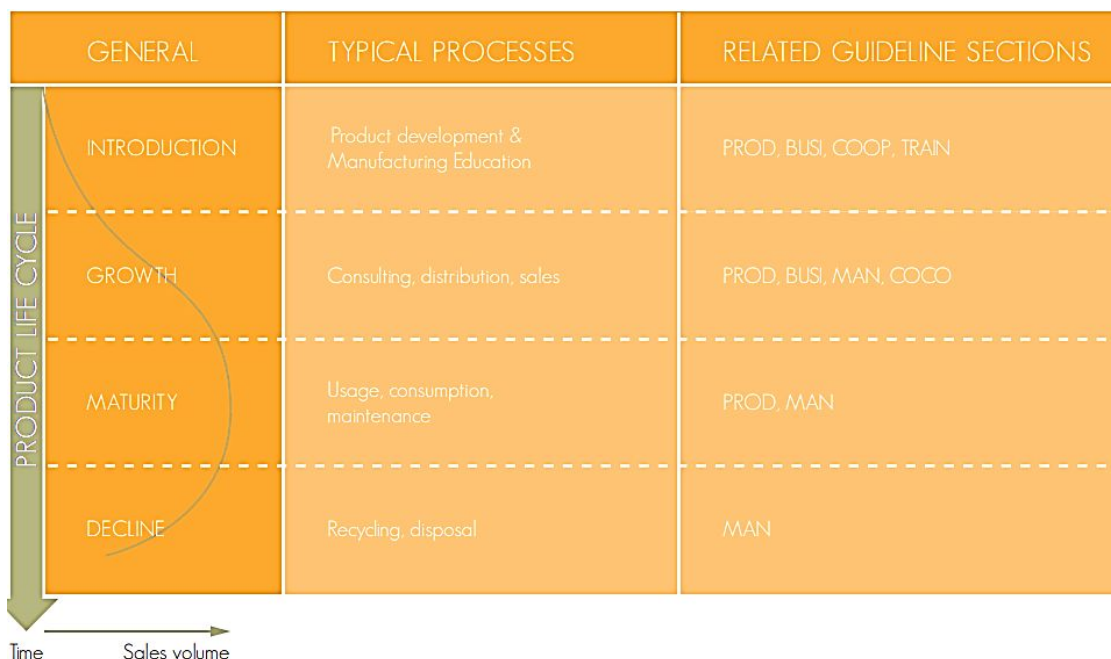 GENERAL
TYPICAL PROCESSES
RELATED GUIDELINE SECTIONS
PRODUCT LIFE CYCLE
INTRODUCTION
Product development &
Manufacturing Education
PROD, BUSI, COOP, TRAIN
GROWTH
Consulting, distribution, sales
PROD, BUSI, MAN, COCO
MATURITY
Usage, consumption,
maintenance
PROD, MAN
DECLINE
Recycling, disposal
MAN
Time
Sales volume